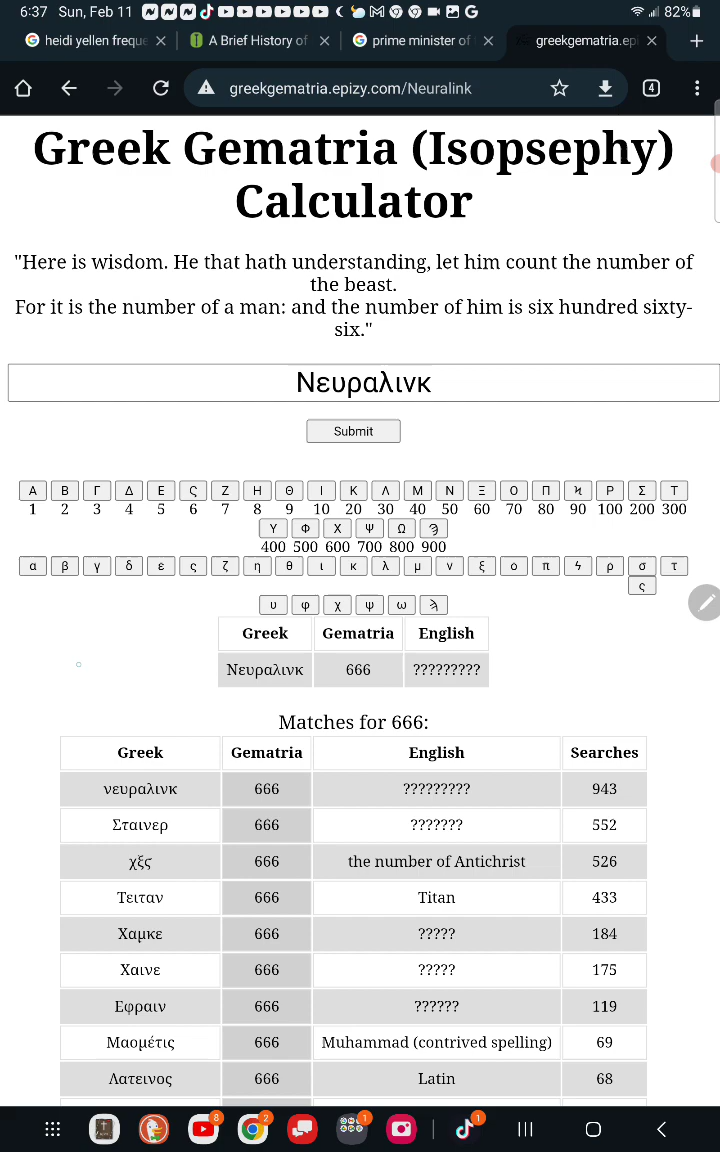 6:37 Sun, Feb 11 82%
heidi yellen freque A Brief History of prime minister of greekgematria.epi
greekgematria.epizy.com/Neuralink 4
Greek Gematria (Isopsephy)
Calculator
"Here is wisdom. He that hath understanding, let him count the number of
the beast.
For it is the number of a man: and the number of him is six hundred sixty-
six."
Νευραλινκ
Submit
Α Β Γ Δ Ε Ϛ Ζ Η Θ Ι Κ Λ Μ Ν Ξ Ο Π Ϟ Ρ Σ Τ
1 2 3 4 5 6 7 8 9 10 20 30 40 50 60 70 80 90 100 200 300
Υ Φ Χ Ψ Ω Ϡ
400 500 600 700 800 900
α β γ δ ε ϛ ζ η θ ι κ λ μ ν ξ ο π ϟ ρ σ τ
ς
υ φ χ ψ ω ϡ
Greek Gematria English
Νευραλινκ 666 ?????????
Matches for 666:
Greek Gematria English Searches
νευραλινκ 666 ????????? 943
Σταινερ 666 ??????? 552
χξϛ 666 the number of Antichrist 526
Τειταν 666 Titan 433
Χαμκε 666 ????? 184
Χαινε 666 ????? 175
Εφραιν 666 ?????? 119
Μαομέτις 666 Muhammad (contrived spelling) 69
Λατεινος 666 Latin 68
8 2 1 1